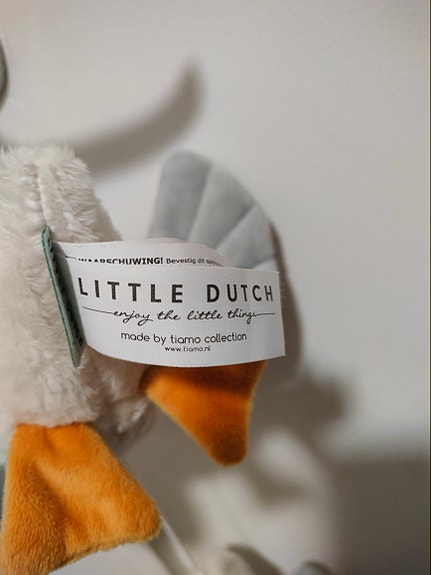 WAARSCHUWING! Bevestig dit
LITTLE DUTCH
enjoy the little things
made by tiamo collection
www.tiamo.nl